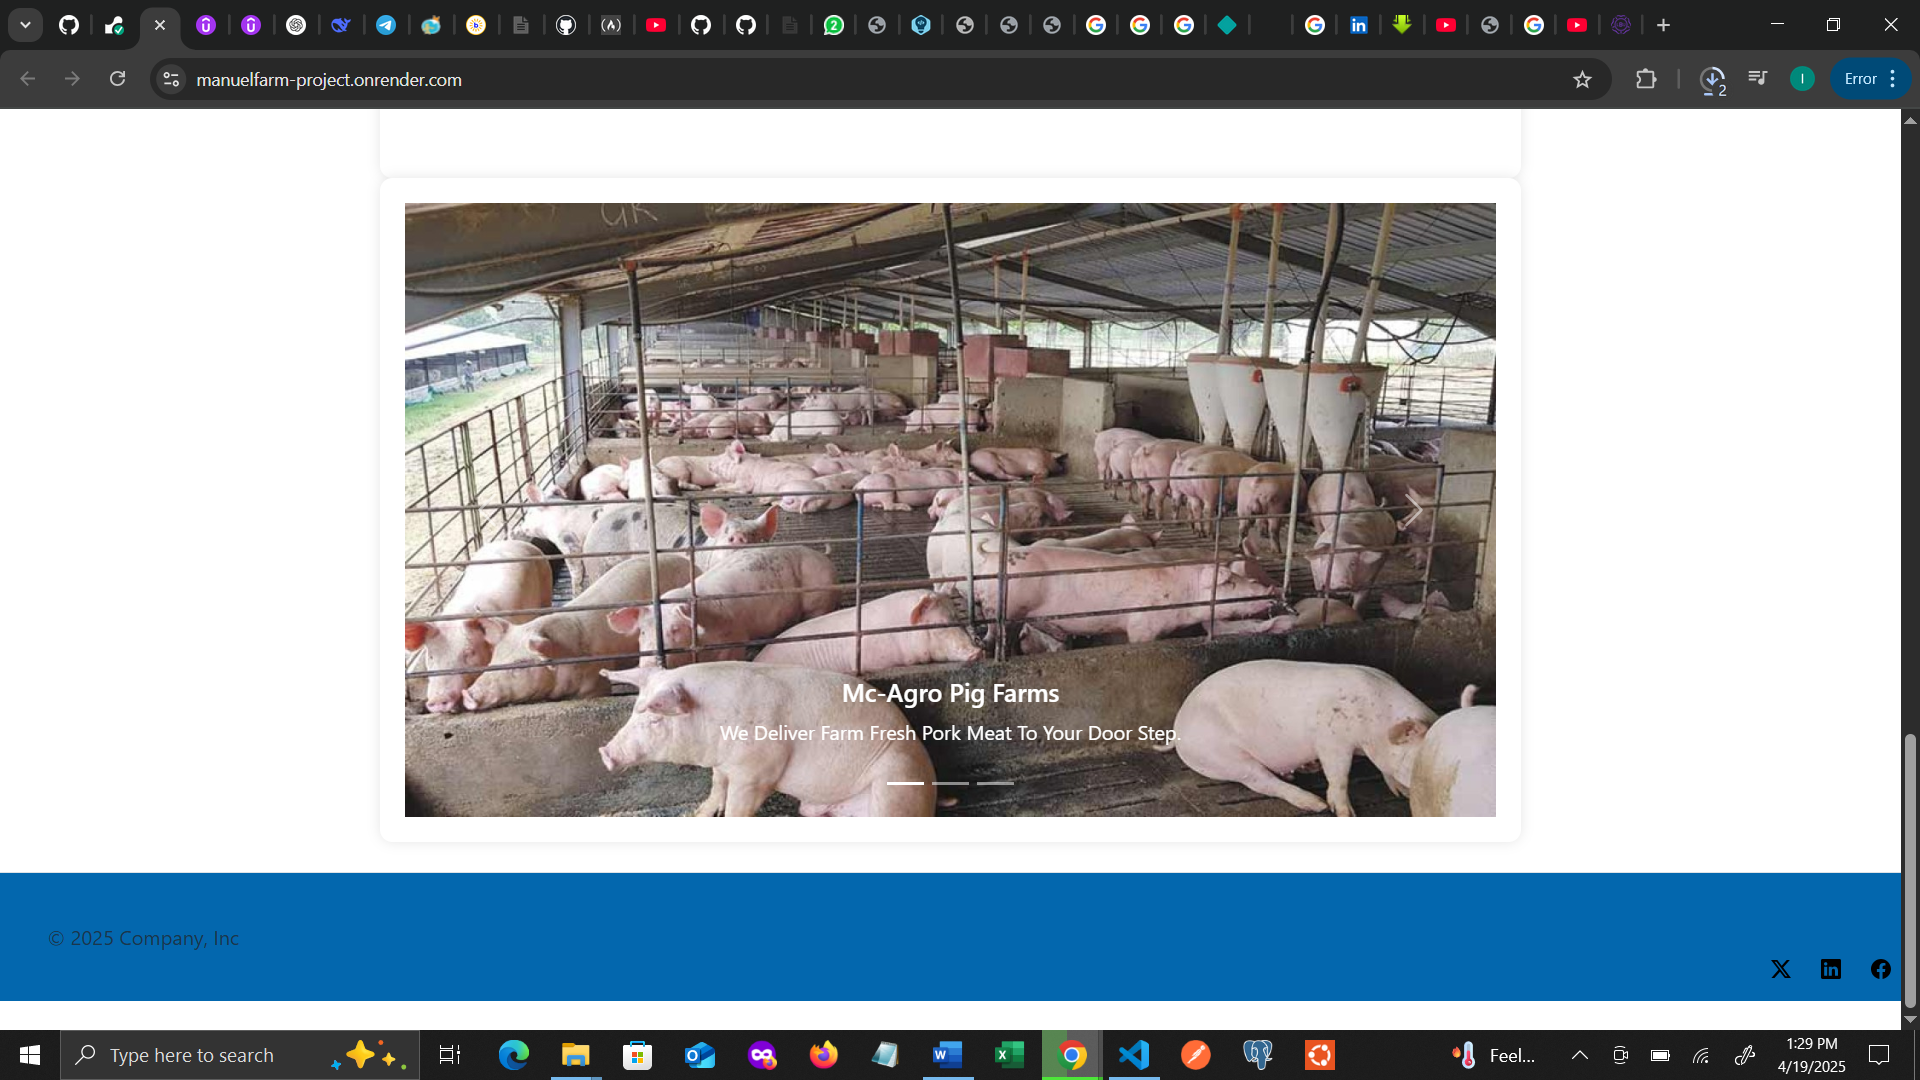 manuelfarm-project.onrender.com
2
Error
Mc-Agro Pig Farms
We Deliver Farm Fresh Pork Meat To Your Door Step.
© 2025 Company, Inc
Type here to search
Feel...
1:29 PM
4/19/2025